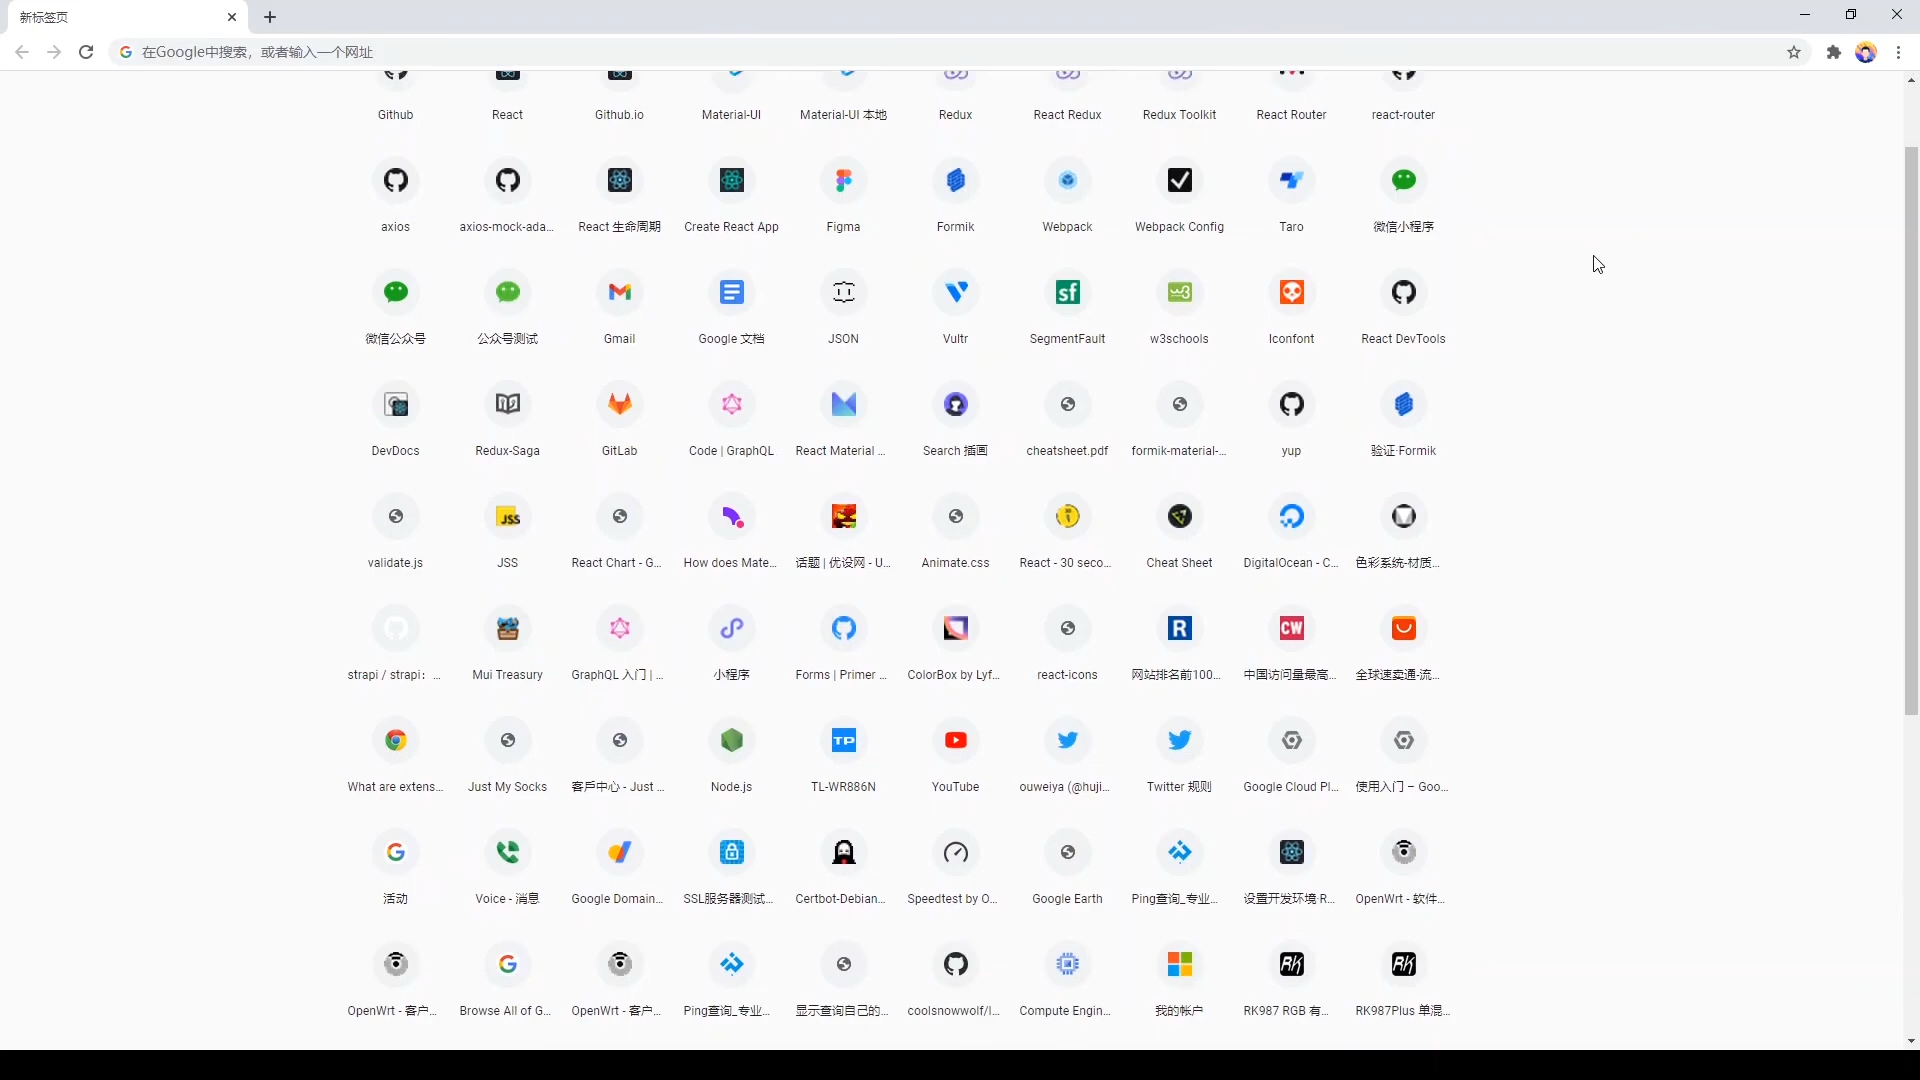 新标签页
在Google中搜索，或者输入一个网址
Github React Github.io Material-UI Material-UI 本地 Redux React Redux Redux Toolkit React Router react-router
axios axios-mock-ada... React 生命周期 Create React App Figma Formik Webpack Webpack Config Taro 微信小程序
微信公众号 公众号测试 Gmail Google 文档 JSON Vultr SegmentFault w3schools Iconfont React DevTools
DevDocs Redux-Saga GitLab Code | GraphQL React Material ... Search 插画 cheatsheet.pdf formik-material-... yup 验证·Formik
validate.js JSS React Chart - G... How does Mate... 话题 | 优设网 - U... Animate.css React - 30 seco... Cheat Sheet DigitalOcean - C... 色彩系统-材质...
strapi / strapi： ... Mui Treasury GraphQL 入门 | ... 小程序 Forms | Primer ... ColorBox by Lyf... react-icons 网站排名前100... 中国访问量最高... 全球速卖通-流...
What are extens... Just My Socks 客戶中心 - Just ... Node.js TL-WR886N YouTube ouweiya (@huji... Twitter 规则 Google Cloud Pl... 使用入门 – Goo...
活动 Voice - 消息 Google Domain... SSL服务器测试... Certbot-Debian... Speedtest by O... Google Earth Ping查询_专业... 设置开发环境·R... OpenWrt - 软件...
OpenWrt - 客户... Browse All of G... OpenWrt - 客户... Ping查询_专业... 显示查询自己的... coolsnowwolf/l... Compute Engin... 我的帐户 RK987 RGB 有... RK987Plus 单混...